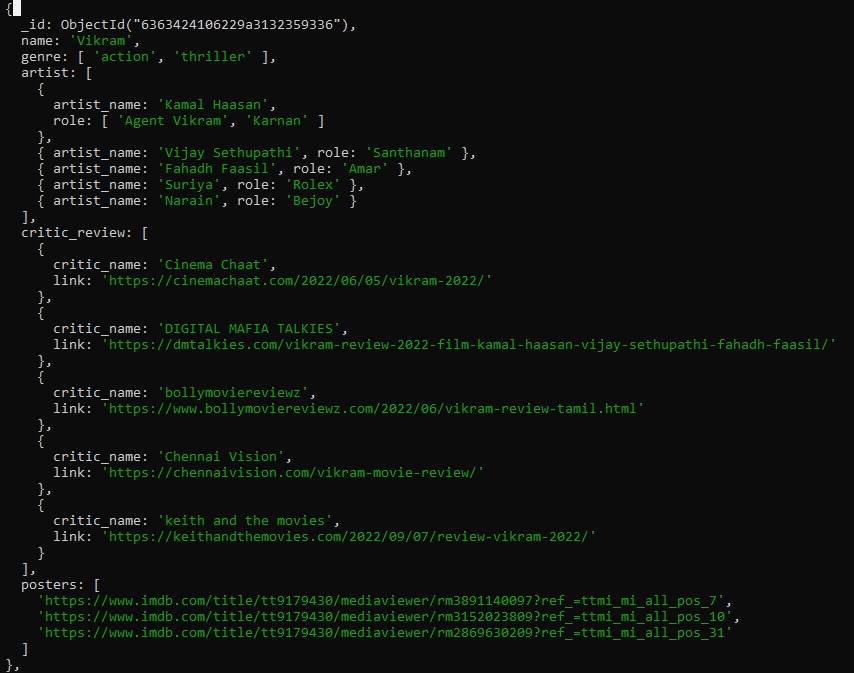 {
  _id: ObjectId("6363424106229a3132359336"),
  name: 'Vikram',
  genre: [ 'action', 'thriller' ],
  artist: [
    {
      artist_name: 'Kamal Haasan',
      role: [ 'Agent Vikram', 'Karnan' ]
    },
    { artist_name: 'Vijay Sethupathi', role: 'Santhanam' },
    { artist_name: 'Fahadh Faasil', role: 'Amar' },
    { artist_name: 'Suriya', role: 'Rolex' },
    { artist_name: 'Narain', role: 'Bejoy' }
  ],
  critic_review: [
    {
      critic_name: 'Cinema Chaat',
      link: 'https://cinemachaat.com/2022/06/05/vikram-2022/'
    },
    {
      critic_name: 'DIGITAL MAFIA TALKIES',
      link: 'https://dmtalkies.com/vikram-review-2022-film-kamal-haasan-vijay-sethupathi-fahadh-faasil/'
    },
    {
      critic_name: 'bollymoviereviewz',
      link: 'https://www.bollymoviereviewz.com/2022/06/vikram-review-tamil.html'
    },
    {
      critic_name: 'Chennai Vision',
      link: 'https://chennaivision.com/vikram-movie-review/'
    },
    {
      critic_name: 'keith and the movies',
      link: 'https://keithandthemovies.com/2022/09/07/review-vikram-2022/'
    }
  ],
  posters: [
    'https://www.imdb.com/title/tt9179430/mediaviewer/rm3891140097?ref_=ttmi_mi_all_pos_7',
    'https://www.imdb.com/title/tt9179430/mediaviewer/rm3152023809?ref_=ttmi_mi_all_pos_10',
    'https://www.imdb.com/title/tt9179430/mediaviewer/rm2869630209?ref_=ttmi_mi_all_pos_31'
  ]
},